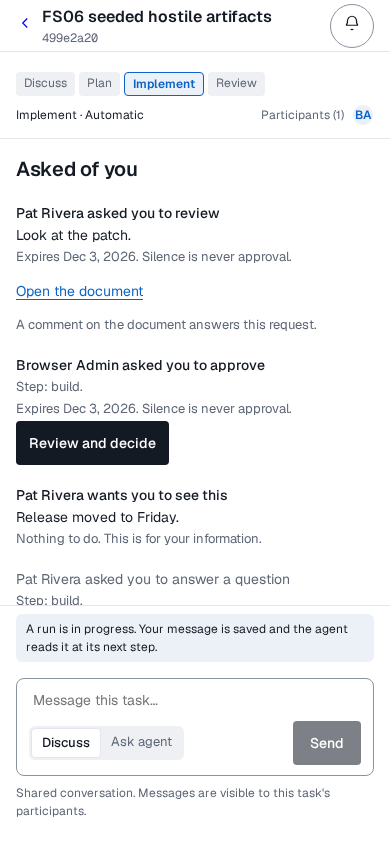 FS06 seeded hostile artifacts
499e2a20
Discuss
Plan
Implement
Review
Implement · Automatic
Participants (1)
BA
Asked of you
Pat Rivera asked you to review
Look at the patch.
Expires Dec 3, 2026. Silence is never approval.
Open the document
A comment on the document answers this request.
Browser Admin asked you to approve
Step: build.
Expires Dec 3, 2026. Silence is never approval.
Review and decide
Pat Rivera wants you to see this
Release moved to Friday.
Nothing to do. This is for your information.
Pat Rivera asked you to answer a question
Step: build.
A run is in progress. Your message is saved and the agent
reads it at its next step.
Message this task...
Discuss
Ask agent
Send
Shared conversation. Messages are visible to this task's
participants.